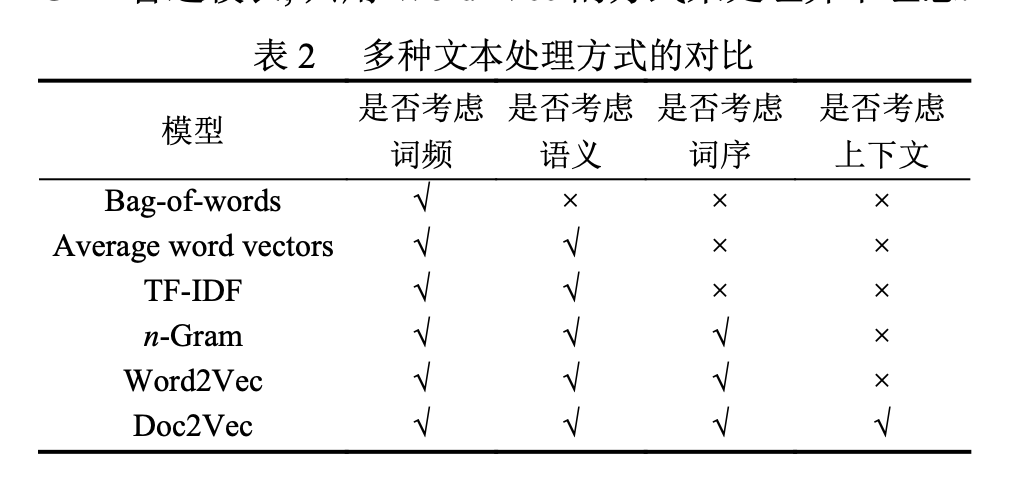 表 2 多种文本处理方式的对比
模型 是否考虑词频 是否考虑语义 是否考虑词序 是否考虑上下文
Bag-of-words √ × × ×
Average word vectors √ √ × ×
TF-IDF √ √ × ×
n-Gram √ √ √ ×
Word2Vec √ √ √ ×
Doc2Vec √ √ √ √